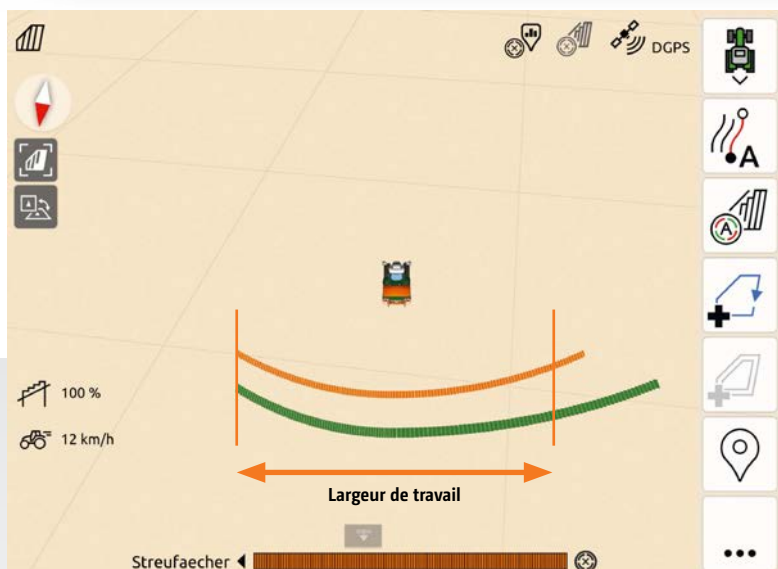 DGPS
A
A
100 %
12 km/h
Largeur de travail
Streufaecher